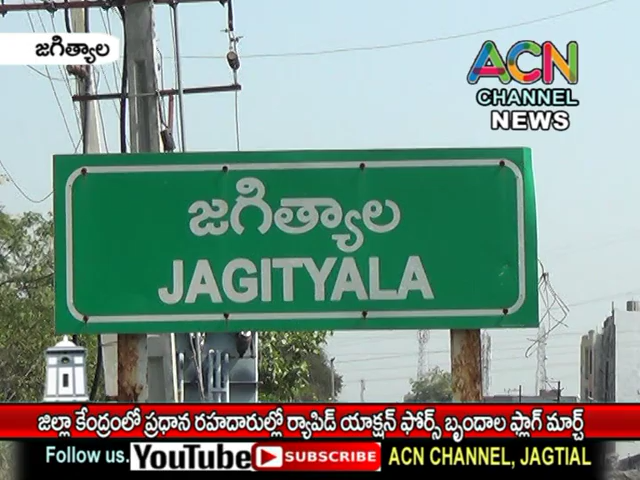 జగిత్యాల
ACN
CHANNEL
NEWS
జగిత్యాల
JAGITYALA
జిల్లా కేంద్రంలో ప్రధాన రహదారుల్లో ర్యాపిడ్ యాక్షన్ ఫోర్స్ బృందాల ఫ్లాగ్ మార్చ్
Follow us. YouTube SUBSCRIBE ACN CHANNEL, JAGTIAL